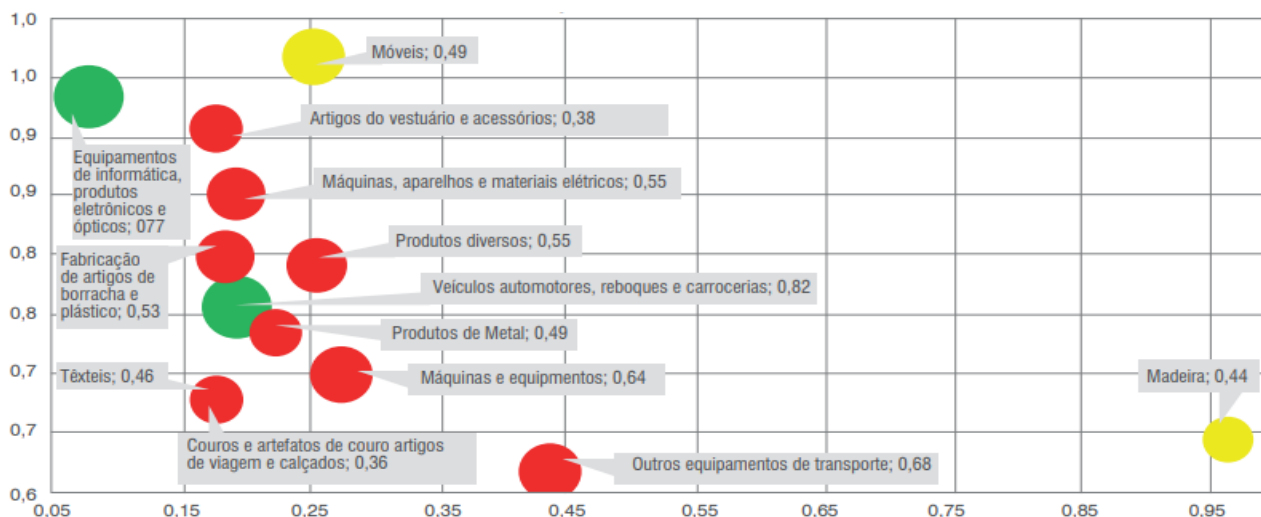 1,0
Móveis; 0,49
1,0
Artigos do vestuário e acessórios; 0,38
0,9
Equipamentos
de informática,
produtos
eletrônicos e
ópticos; 077
Máquinas, aparelhos e materiais elétricos; 0,55
0,9
Produtos diversos; 0,55
0,8
Fabricação
de artigos de
borracha e
plástico; 0,53
Veículos automotores, reboques e carrocerias; 0,82
0,8
Produtos de Metal; 0,49
0,7
Têxteis; 0,46
Máquinas e equipmentos; 0,64
Madeira; 0,44
0,7
Couros e artefatos de couro artigos
de viagem e calçados; 0,36
Outros equipamentos de transporte; 0,68
0,6
0,05 0,15 0,25 0,35 0,45 0,55 0,65 0,75 0,85 0,95